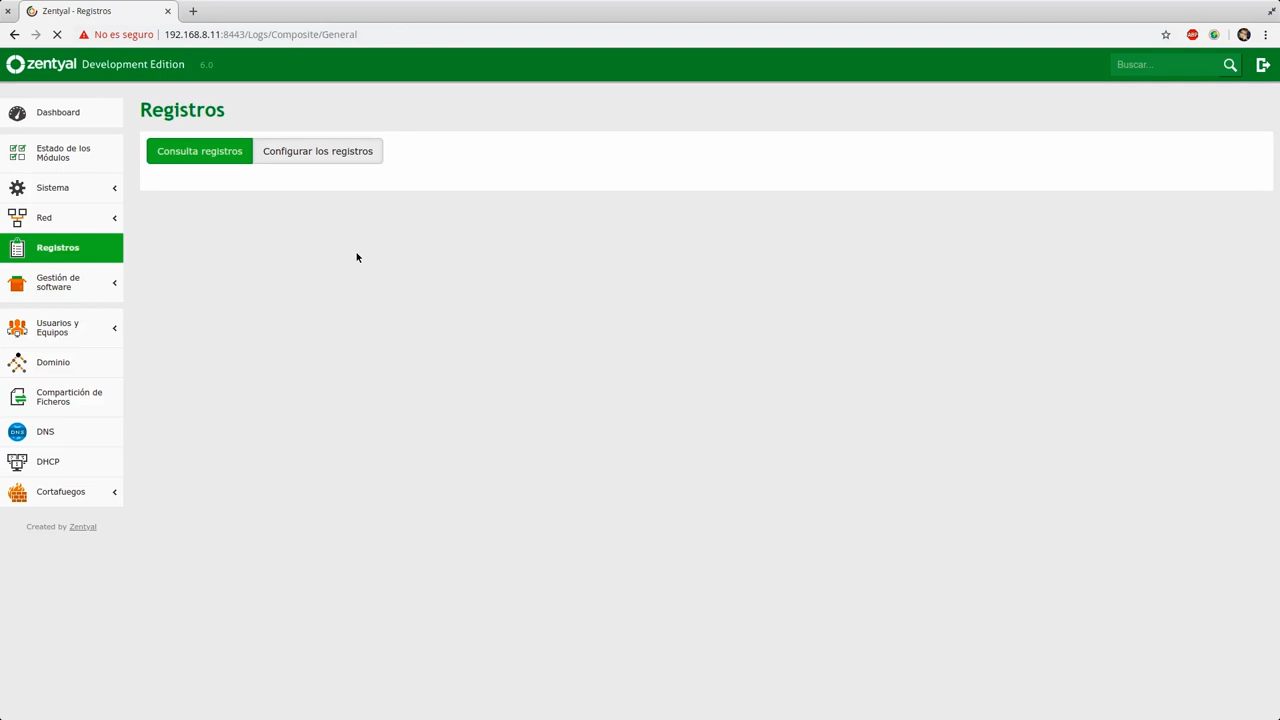 Zentyal - Registros
No es seguro 192.168.8.11:8443/Logs/Composite/General
zentyal Development Edition 6.0
Buscar...
Dashboard
Estado de los
Módulos
Sistema
Red
Registros
Gestión de
software
Usuarios y
Equipos
Dominio
Compartición de
Ficheros
DNS
DHCP
Cortafuegos
Created by Zentyal
Registros
Consulta registros
Configurar los registros